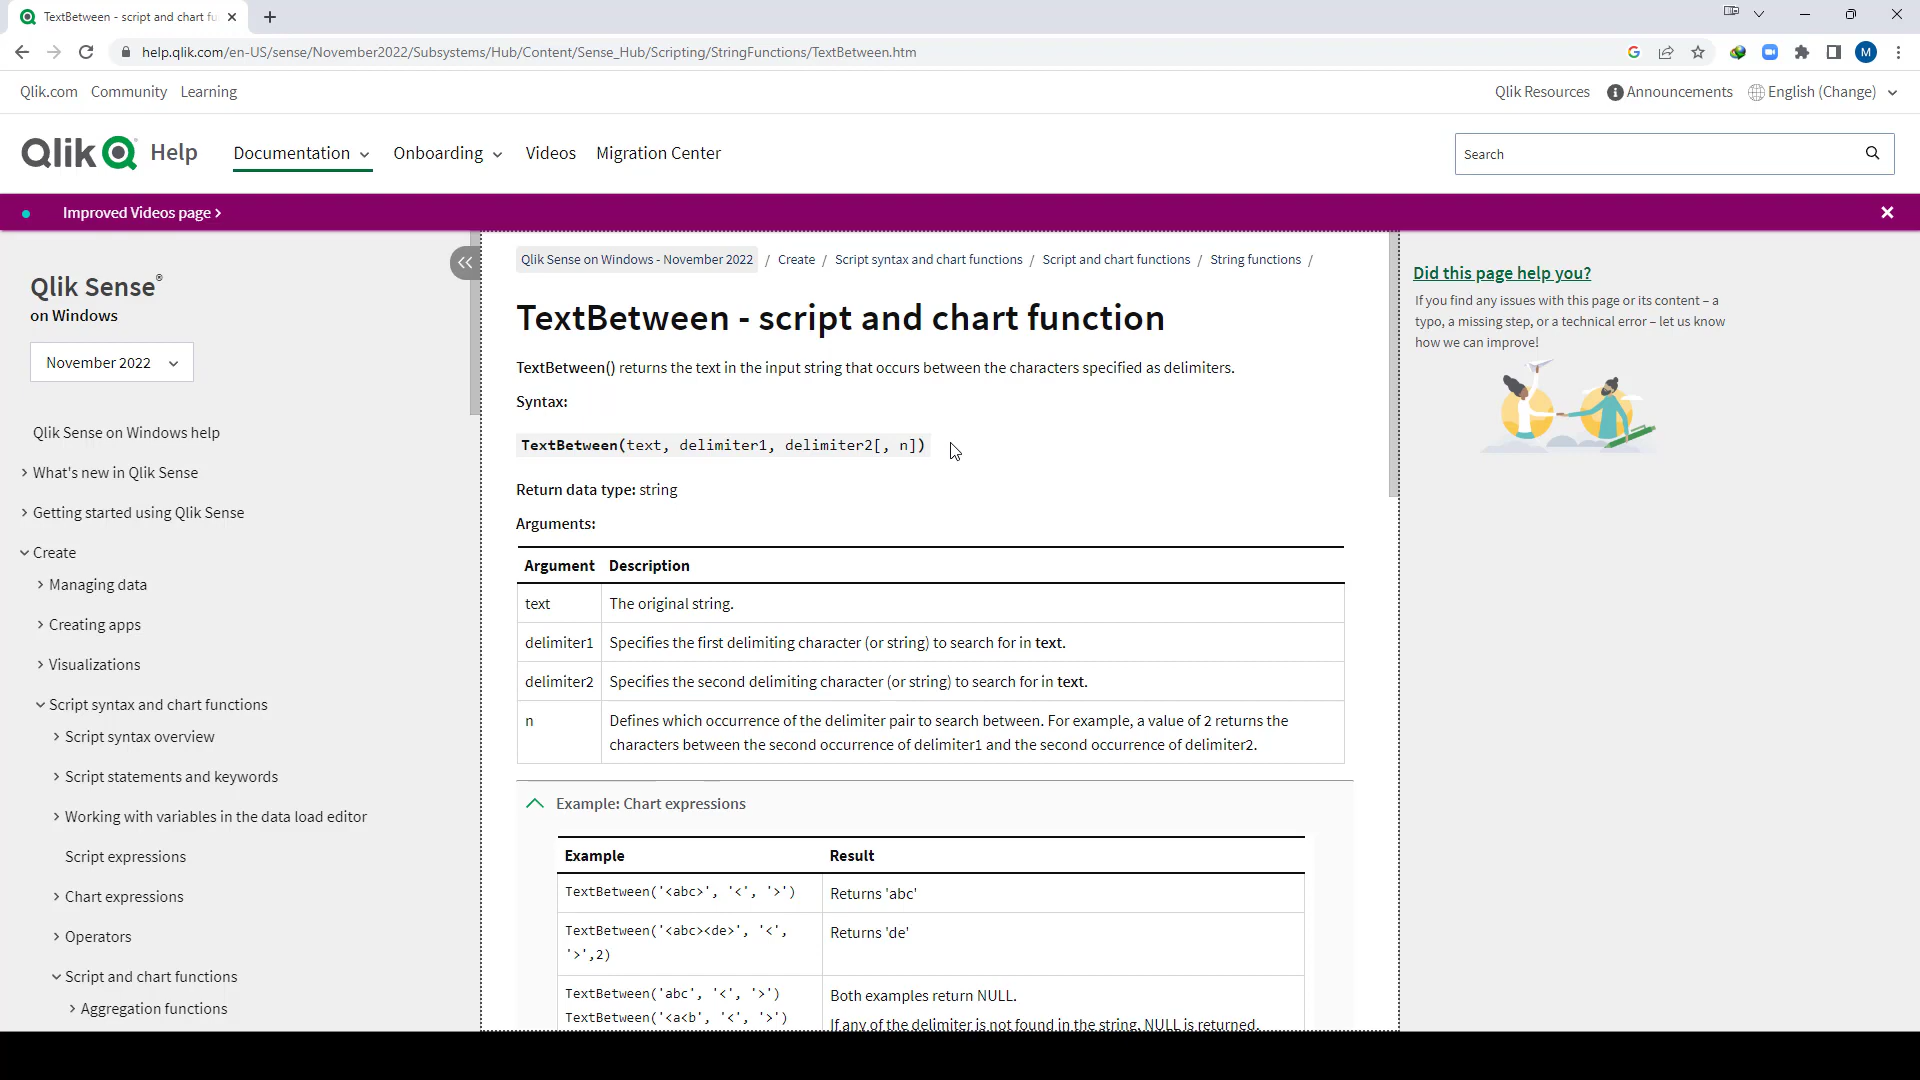 TextBetween - script and chart fu
help.qlik.com/en-US/sense/November2022/Subsystems/Hub/Content/Sense_Hub/Scripting/StringFunctions/TextBetween.htm
M
Qlik.com Community Learning
Qlik Resources Announcements English (Change)
Qlik Help
Documentation Onboarding Videos Migration Center
Search
Improved Videos page
Qlik Sense®
on Windows
November 2022
Qlik Sense on Windows help
What's new in Qlik Sense
Getting started using Qlik Sense
Create
Managing data
Creating apps
Visualizations
Script syntax and chart functions
Script syntax overview
Script statements and keywords
Working with variables in the data load editor
Script expressions
Chart expressions
Operators
Script and chart functions
Aggregation functions
Qlik Sense on Windows - November 2022 / Create / Script syntax and chart functions / Script and chart functions / String functions /
TextBetween - script and chart function
TextBetween() returns the text in the input string that occurs between the characters specified as delimiters.
Syntax:
TextBetween(text, delimiter1, delimiter2[, n])
Return data type: string
Arguments:
Argument Description
text The original string.
delimiter1 Specifies the first delimiting character (or string) to search for in text.
delimiter2 Specifies the second delimiting character (or string) to search for in text.
n Defines which occurrence of the delimiter pair to search between. For example, a value of 2 returns the
characters between the second occurrence of delimiter1 and the second occurrence of delimiter2.
Example: Chart expressions
Example Result
TextBetween('<abc>', '<', '>') Returns 'abc'
TextBetween('<abc><de>', '<', Returns 'de'
'>',2)
TextBetween('abc', '<', '>') Both examples return NULL.
TextBetween('<a<b', '<', '>') If any of the delimiter is not found in the string, NULL is returned.
Did this page help you?
If you find any issues with this page or its content – a
typo, a missing step, or a technical error – let us know
how we can improve!